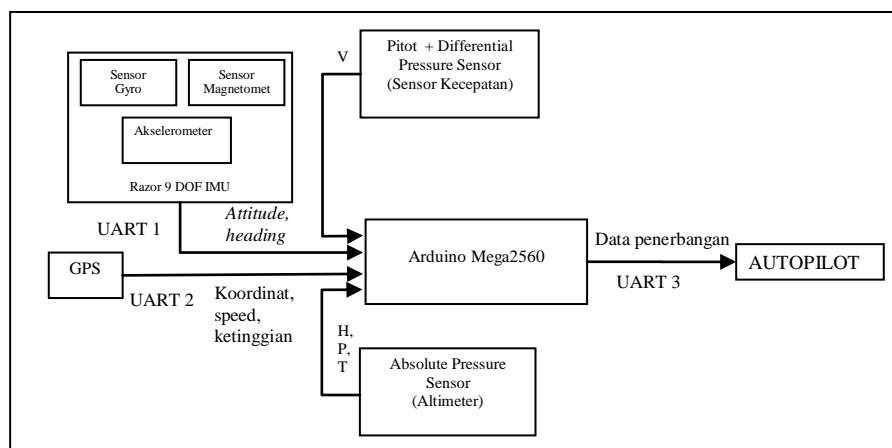 Sensor
Gyro
Sensor
Magnetomet
Akselerometer
Razor 9 DOF IMU
V
Pitot + Differential
Pressure Sensor
(Sensor Kecepatan)
UART 1
Attitude,
heading
GPS
UART 2
Koordinat,
speed,
ketinggian
Arduino Mega2560
Data penerbangan
UART 3
AUTOPILOT
H,
P,
T
Absolute Pressure
Sensor
(Altimeter)